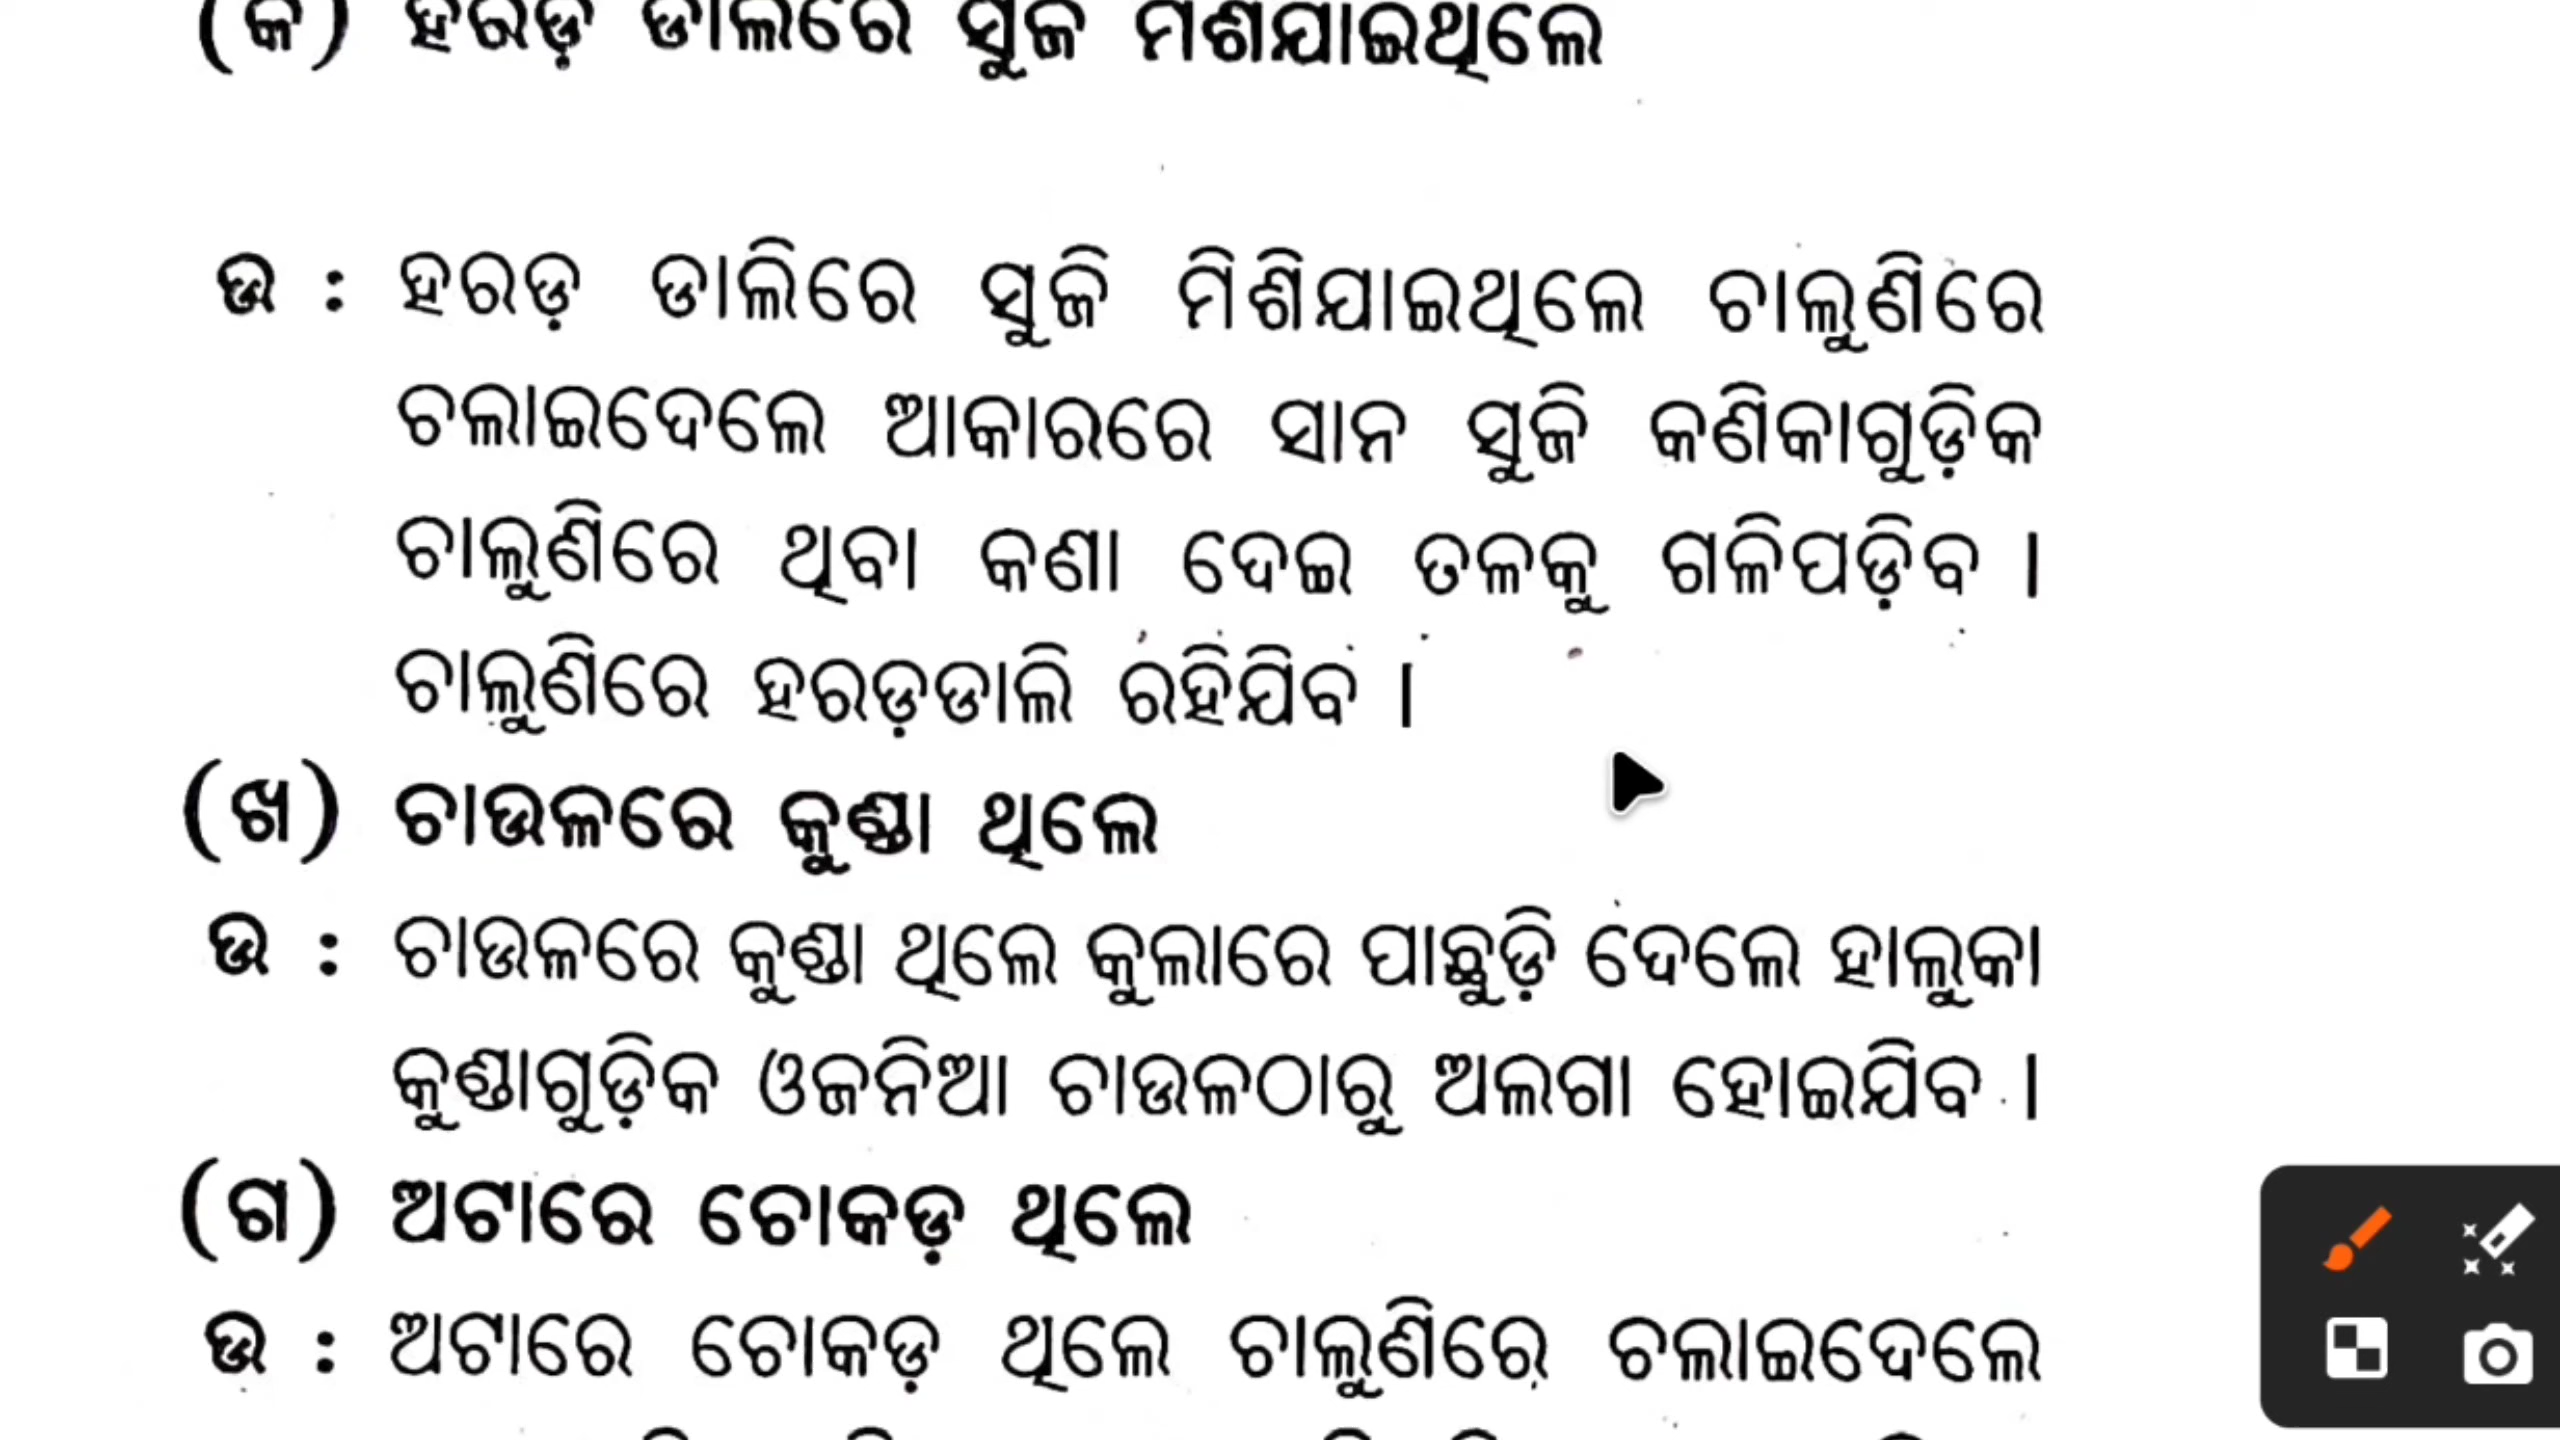 (କ) ହରଡ଼ ଡାଲିରେ ସୁଜି ମିଶିଯାଇଥିଲେ
ଉ : ହରଡ଼ ଡାଲିରେ ସୁଜି ମିଶିଯାଇଥିଲେ ଚାଲୁଣିରେ
ଚଲାଇଦେଲେ ଆକାରରେ ସାନ ସୁଜି କଣିକାଗୁଡ଼ିକ
ଚାଲୁଣିରେ ଥିବା କଣା ଦେଇ ତଳକୁ ଗଳିପଡ଼ିବ ।
ଚାଲୁଣିରେ ହରଡ଼ଡାଲି ରହିଯିବ ।
(ଖ) ଚାଉଳରେ କୁଣ୍ଡା ଥିଲେ
ଉ : ଚାଉଳରେ କୁଣ୍ଡା ଥିଲେ କୁଲାରେ ପାଛୁଡ଼ି ଦେଲେ ହାଲୁକା
କୁଣ୍ଡାଗୁଡ଼ିକ ଓଜନିଆ ଚାଉଳଠାରୁ ଅଲଗା ହୋଇଯିବ ।
(ଗ) ଅଟାରେ ଚୋକଡ଼ ଥିଲେ
ଉ : ଅଟାରେ ଚୋକଡ଼ ଥିଲେ ଚାଲୁଣିରେ ଚଲାଇଦେଲେ